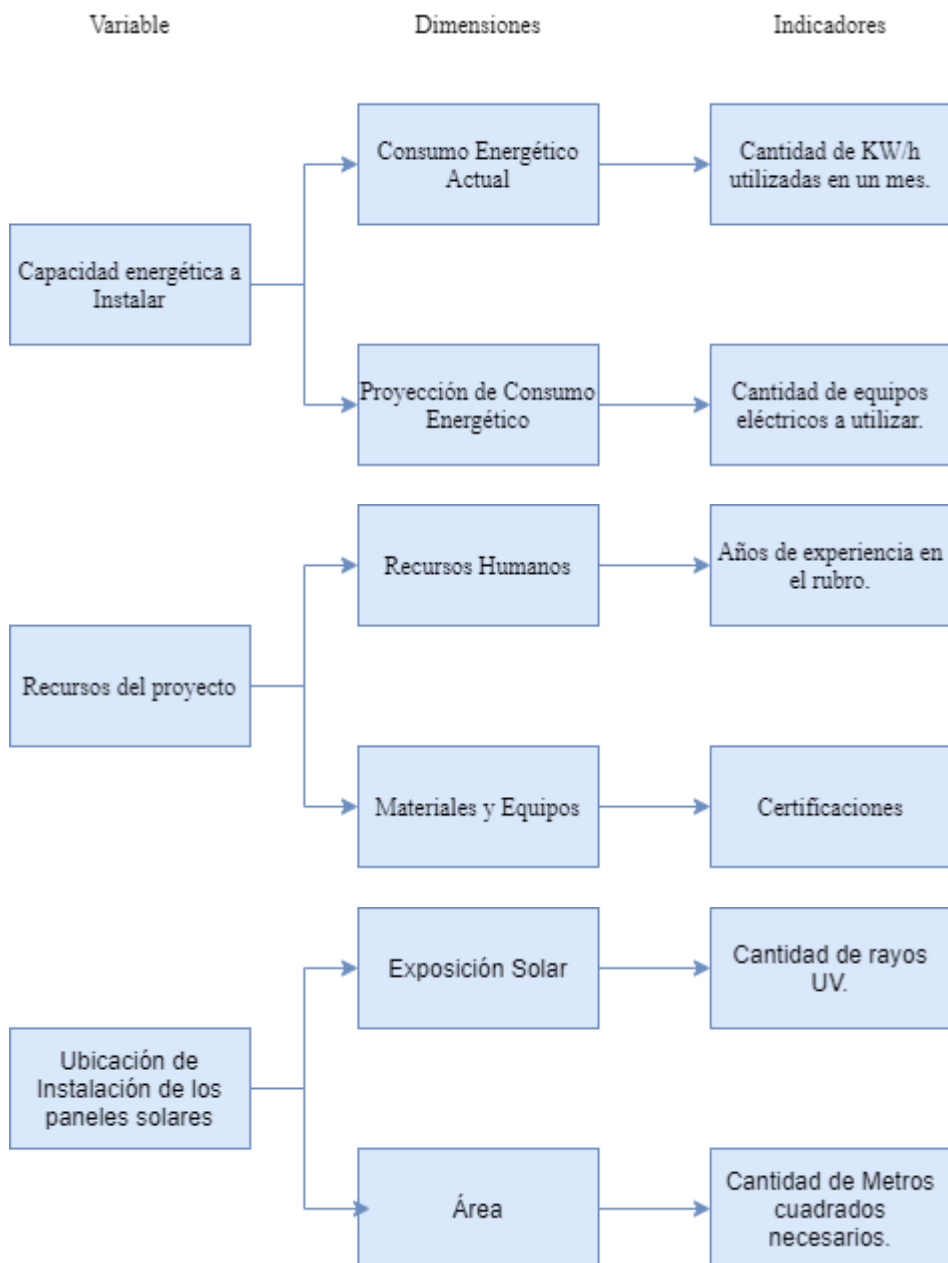 Variable
Dimensiones
Indicadores
Consumo Energético
Actual
Cantidad de KW/h
utilizadas en un mes.
Capacidad energética a
Instalar
Proyección de Consumo
Energético
Cantidad de equipos
eléctricos a utilizar.
Recursos Humanos
Años de experiencia en
el rubro.
Recursos del proyecto
Materiales y Equipos
Certificaciones
Exposición Solar
Cantidad de rayos
UV.
Ubicación de
Instalación de los
paneles solares
Área
Cantidad de Metros
cuadrados
necesarios.